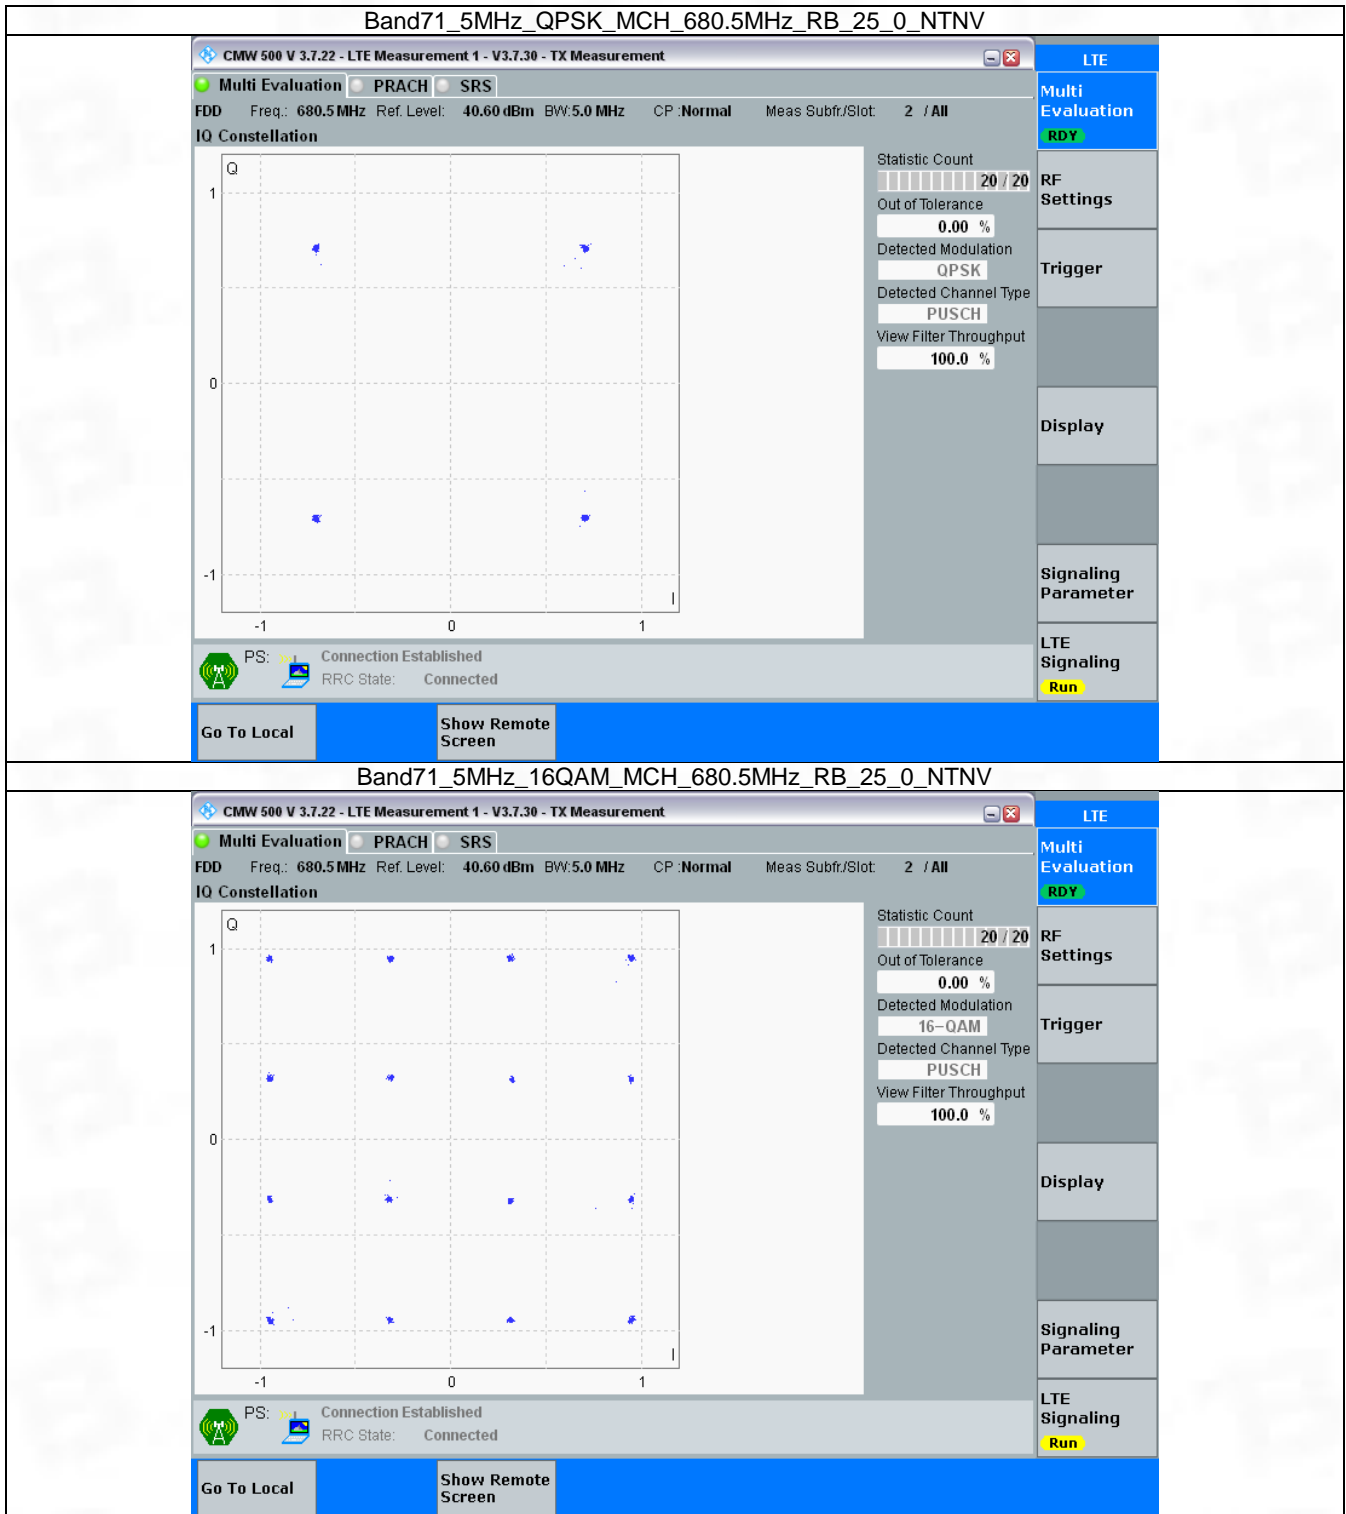 Band71_5MHz_QPSK_MCH_680.5MHz_RB_25_0_NTNV
CMW 500 V 3.7.22 - LTE Measurement 1 - V3.7.30 - TX Measurement
LTE
Multi Evaluation PRACH SRS
Multi
Evaluation
RDY
FDD Freq.: 680.5 MHz Ref. Level: 40.60 dBm BW:5.0 MHz CP :Normal Meas Subfr./Slot: 2 / All
IQ Constellation
Q
1
0
-1
I
-1 0 1
Statistic Count
20 / 20
Out of Tolerance
0.00 %
Detected Modulation
QPSK
Detected Channel Type
PUSCH
View Filter Throughput
100.0 %
RF
Settings
Trigger
Display
Signaling
Parameter
LTE
Signaling
Run
PS: Connection Established
RRC State: Connected
Go To Local
Show Remote
Screen
Band71_5MHz_16QAM_MCH_680.5MHz_RB_25_0_NTNV
CMW 500 V 3.7.22 - LTE Measurement 1 - V3.7.30 - TX Measurement
LTE
Multi Evaluation PRACH SRS
Multi
Evaluation
RDY
FDD Freq.: 680.5 MHz Ref. Level: 40.60 dBm BW:5.0 MHz CP :Normal Meas Subfr./Slot: 2 / All
IQ Constellation
Q
1
0
-1
I
-1 0 1
Statistic Count
20 / 20
Out of Tolerance
0.00 %
Detected Modulation
16-QAM
Detected Channel Type
PUSCH
View Filter Throughput
100.0 %
RF
Settings
Trigger
Display
Signaling
Parameter
LTE
Signaling
Run
PS: Connection Established
RRC State: Connected
Go To Local
Show Remote
Screen